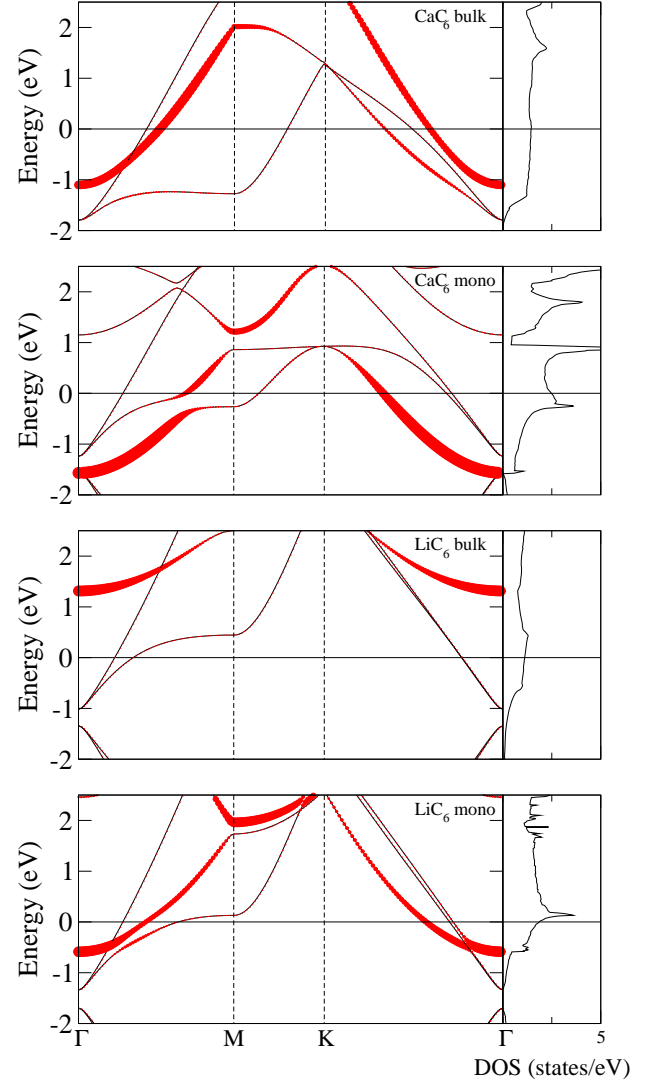 CaC6 bulk
Energy (eV)
2
1
0
-1
-2
CaC6 mono
Energy (eV)
2
1
0
-1
-2
LiC6 bulk
Energy (eV)
2
1
0
-1
-2
LiC6 mono
Energy (eV)
2
1
0
-1
-2
Γ M K Γ 5
DOS (states/eV)